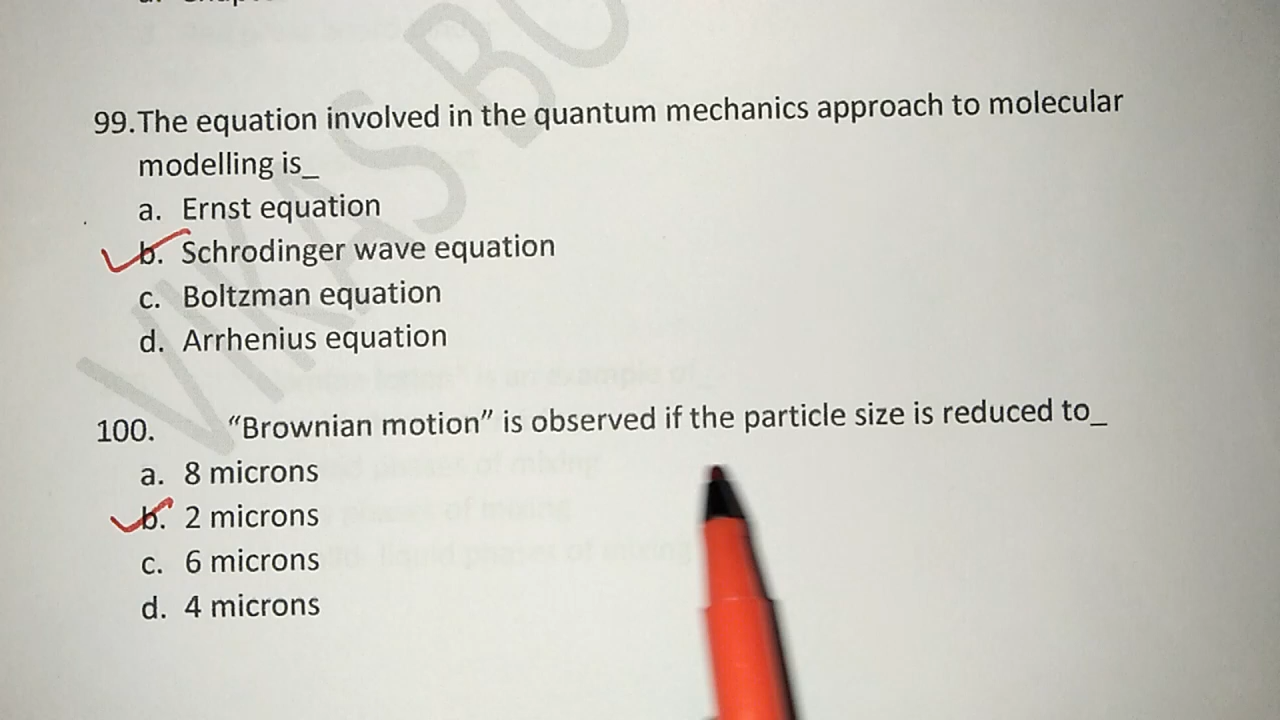 99. The equation involved in the quantum mechanics approach to molecular
modelling is_
a. Ernst equation
b. Schrodinger wave equation
c. Boltzman equation
d. Arrhenius equation
100. “Brownian motion” is observed if the particle size is reduced to_
a. 8 microns
b. 2 microns
c. 6 microns
d. 4 microns
VIKAS BO